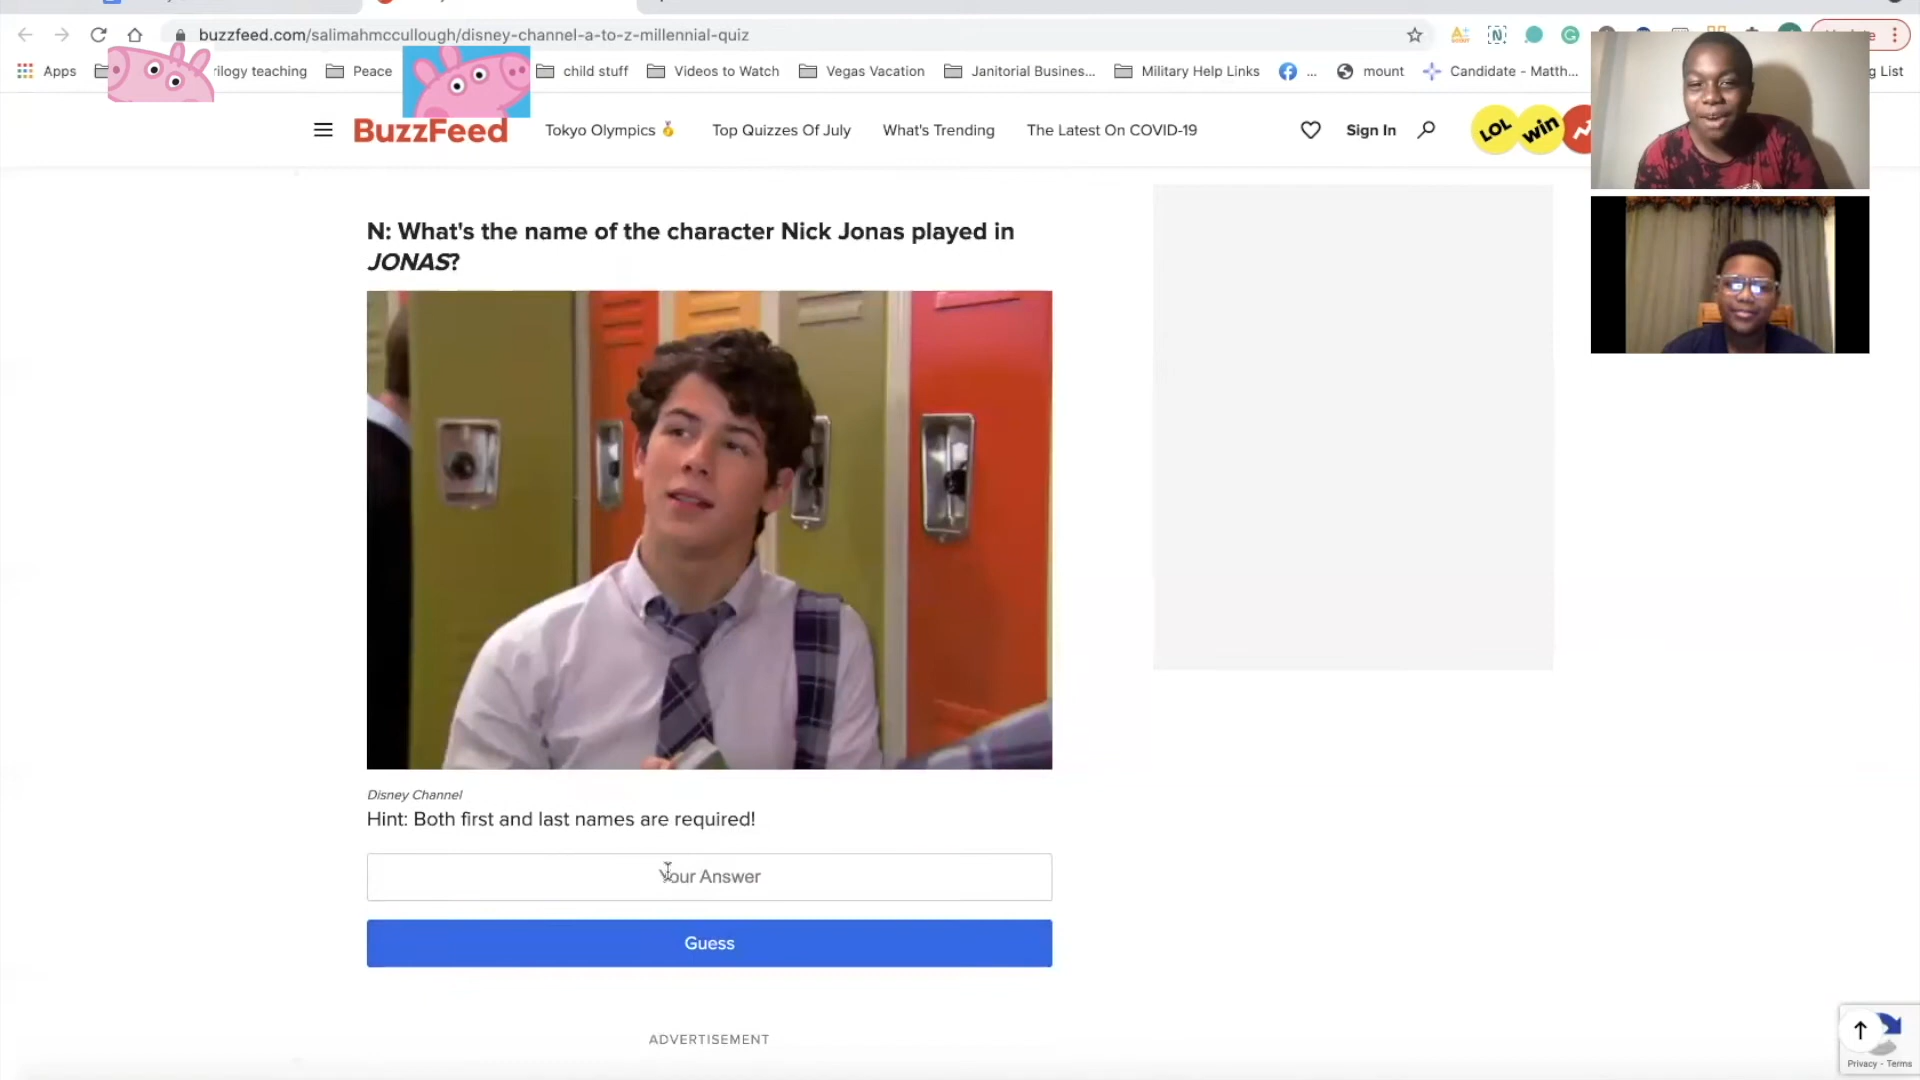 buzzfeed.com/salimahmccullough/disney-channel-a-to-z-millennial-quiz
Apps
rilogy teaching
Peace
child stuff
Videos to Watch
Vegas Vacation
Janitorial Busines...
Military Help Links
...
mount
Candidate - Matth...
g List
BuzzFeed
Tokyo Olympics
Top Quizzes Of July
What's Trending
The Latest On COVID-19
Sign In
LOL
win
N: What's the name of the character Nick Jonas played in
JONAS?
Disney Channel
Hint: Both first and last names are required!
Your Answer
Guess
ADVERTISEMENT
Privacy - Terms